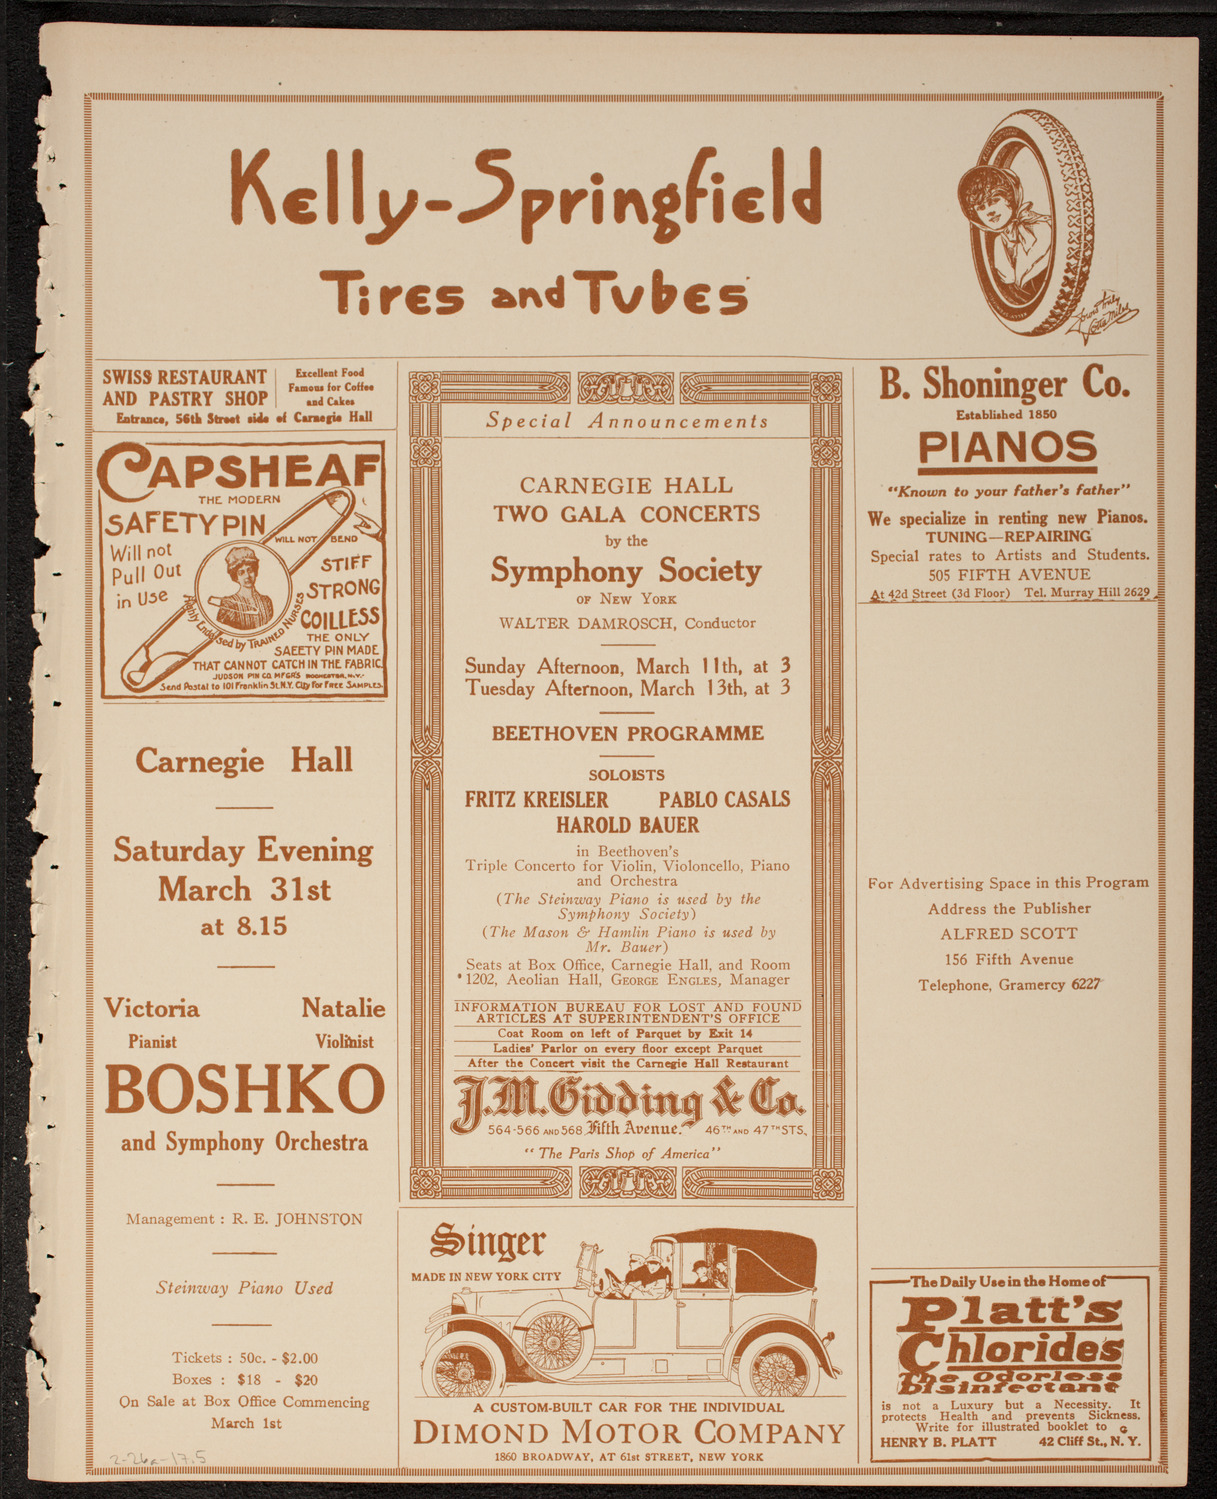 Kelly-Springfield
Tires and Tubes
Yours truly
Lotta Miles
SWISS RESTAURANT
AND PASTRY SHOP
Excellent Food
Famous for Coffee
and Cakes
Entrance, 56th Street side of Carnegie Hall
CAPSHEAF
THE MODERN
SAFETY PIN
WILL NOT BEND
Will not
Pull Out
in Use
STIFF
STRONG
COILLESS
Highly Endorsed by TRAINED NURSES
THE ONLY
SAFETY PIN MADE
THAT CANNOT CATCH IN THE FABRIC.
JUDSON PIN CO. MFGRS ROCHESTER, N.Y.
Send Postal to 101 Franklin St. N.Y. City for FREE SAMPLES
Carnegie Hall
Saturday Evening
March 31st
at 8.15
Victoria Natalie
Pianist Violinist
BOSHKO
and Symphony Orchestra
Management : R. E. JOHNSTON
Steinway Piano Used
Tickets : 50c. - $2.00
Boxes : $18 - $20
On Sale at Box Office Commencing
March 1st
2-26a-17.5
Special Announcements
CARNEGIE HALL
TWO GALA CONCERTS
by the
Symphony Society
OF NEW YORK
WALTER DAMROSCH, Conductor
Sunday Afternoon, March 11th, at 3
Tuesday Afternoon, March 13th, at 3
BEETHOVEN PROGRAMME
SOLOISTS
FRITZ KREISLER PABLO CASALS
HAROLD BAUER
in Beethoven's
Triple Concerto for Violin, Violoncello, Piano
and Orchestra
(The Steinway Piano is used by the
Symphony Society)
(The Mason & Hamlin Piano is used by
Mr. Bauer)
Seats at Box Office, Carnegie Hall, and Room
1202, Aeolian Hall, GEORGE ENGLES, Manager
INFORMATION BUREAU FOR LOST AND FOUND
ARTICLES AT SUPERINTENDENT'S OFFICE
Coat Room on left of Parquet by Exit 14
Ladies' Parlor on every floor except Parquet
After the Concert visit the Carnegie Hall Restaurant
J.M. Gidding & Co.
564-566 AND 568 Fifth Avenue. 46TH AND 47TH STS.
"The Paris Shop of America"
Singer
MADE IN NEW YORK CITY
A CUSTOM-BUILT CAR FOR THE INDIVIDUAL
DIMOND MOTOR COMPANY
1860 BROADWAY, AT 61st STREET, NEW YORK
B. Shoninger Co.
Established 1850
PIANOS
"Known to your father's father"
We specialize in renting new Pianos.
TUNING—REPAIRING
Special rates to Artists and Students.
505 FIFTH AVENUE
At 42d Street (3d Floor) Tel. Murray Hill 2629
For Advertising Space in this Program
Address the Publisher
ALFRED SCOTT
156 Fifth Avenue
Telephone, Gramercy 6227
The Daily Use in the Home of
Platt's
Chlorides
The Odorless
Disinfectant
is not a Luxury but a Necessity. It
protects Health and prevents Sickness.
Write for illustrated booklet to
HENRY B. PLATT 42 Cliff St., N. Y.